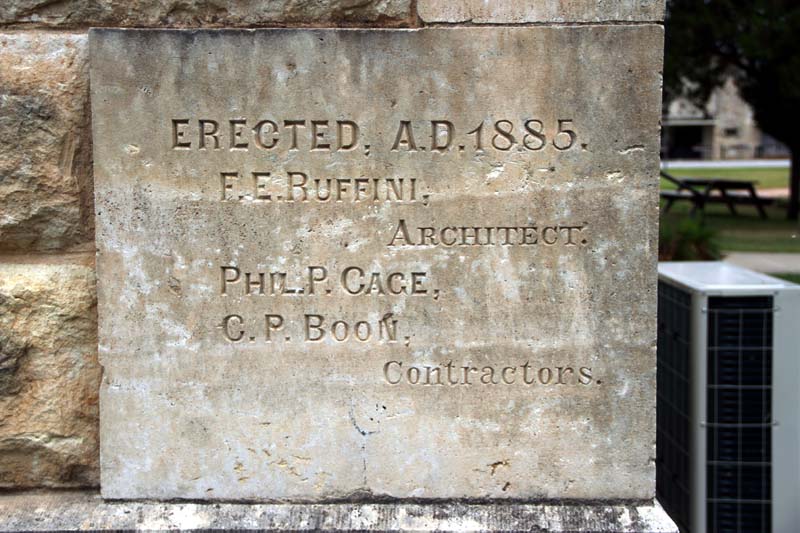 ERECTED, A.D. 1885.
F. E. RUFFINI,
ARCHITECT.
PHIL. P. CAGE,
C. P. BOON,
Contractors.